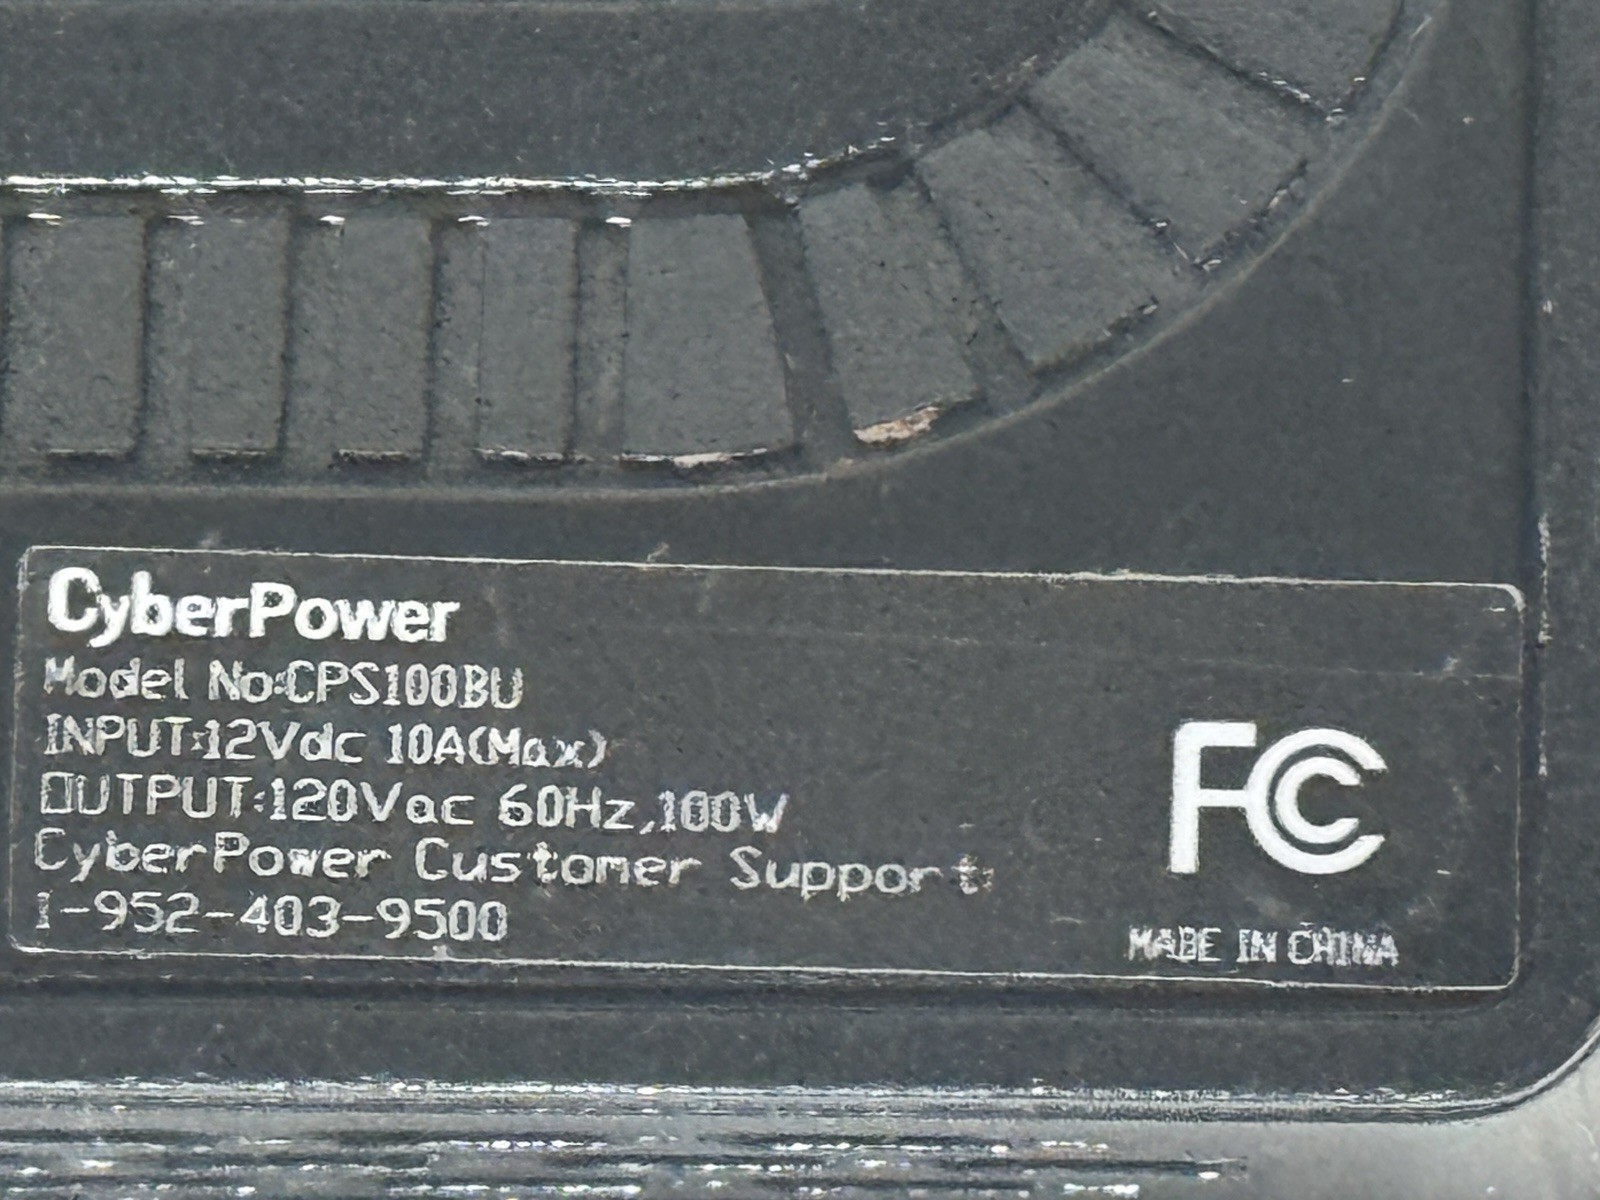 CyberPower
Model No:CPS100BU
INPUT:12Vdc 10A(Max)
OUTPUT:120Vac 60Hz,100W
CyberPower Customer Support:
1-952-403-9500
FC
MADE IN CHINA